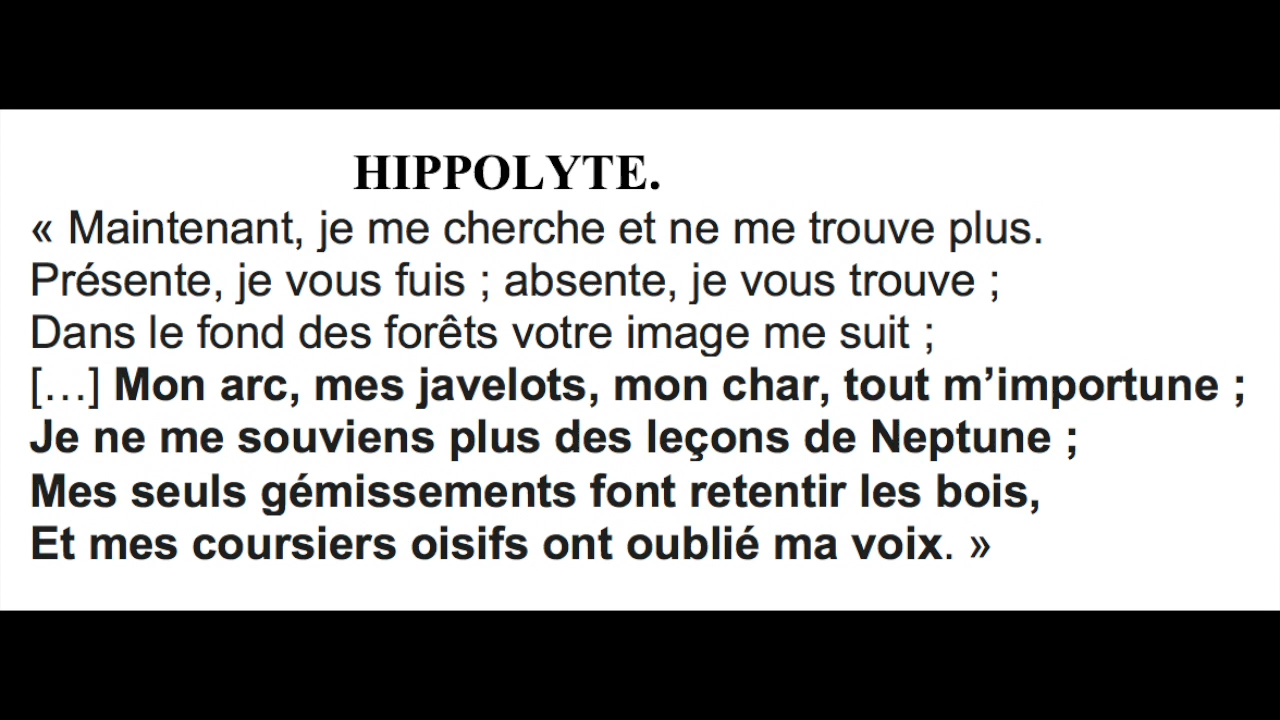 HIPPOLYTE.
« Maintenant, je me cherche et ne me trouve plus.
Présente, je vous fuis ; absente, je vous trouve ;
Dans le fond des forêts votre image me suit ;
[…] Mon arc, mes javelots, mon char, tout m’importune ;
Je ne me souviens plus des leçons de Neptune ;
Mes seuls gémissements font retentir les bois,
Et mes coursiers oisifs ont oublié ma voix. »